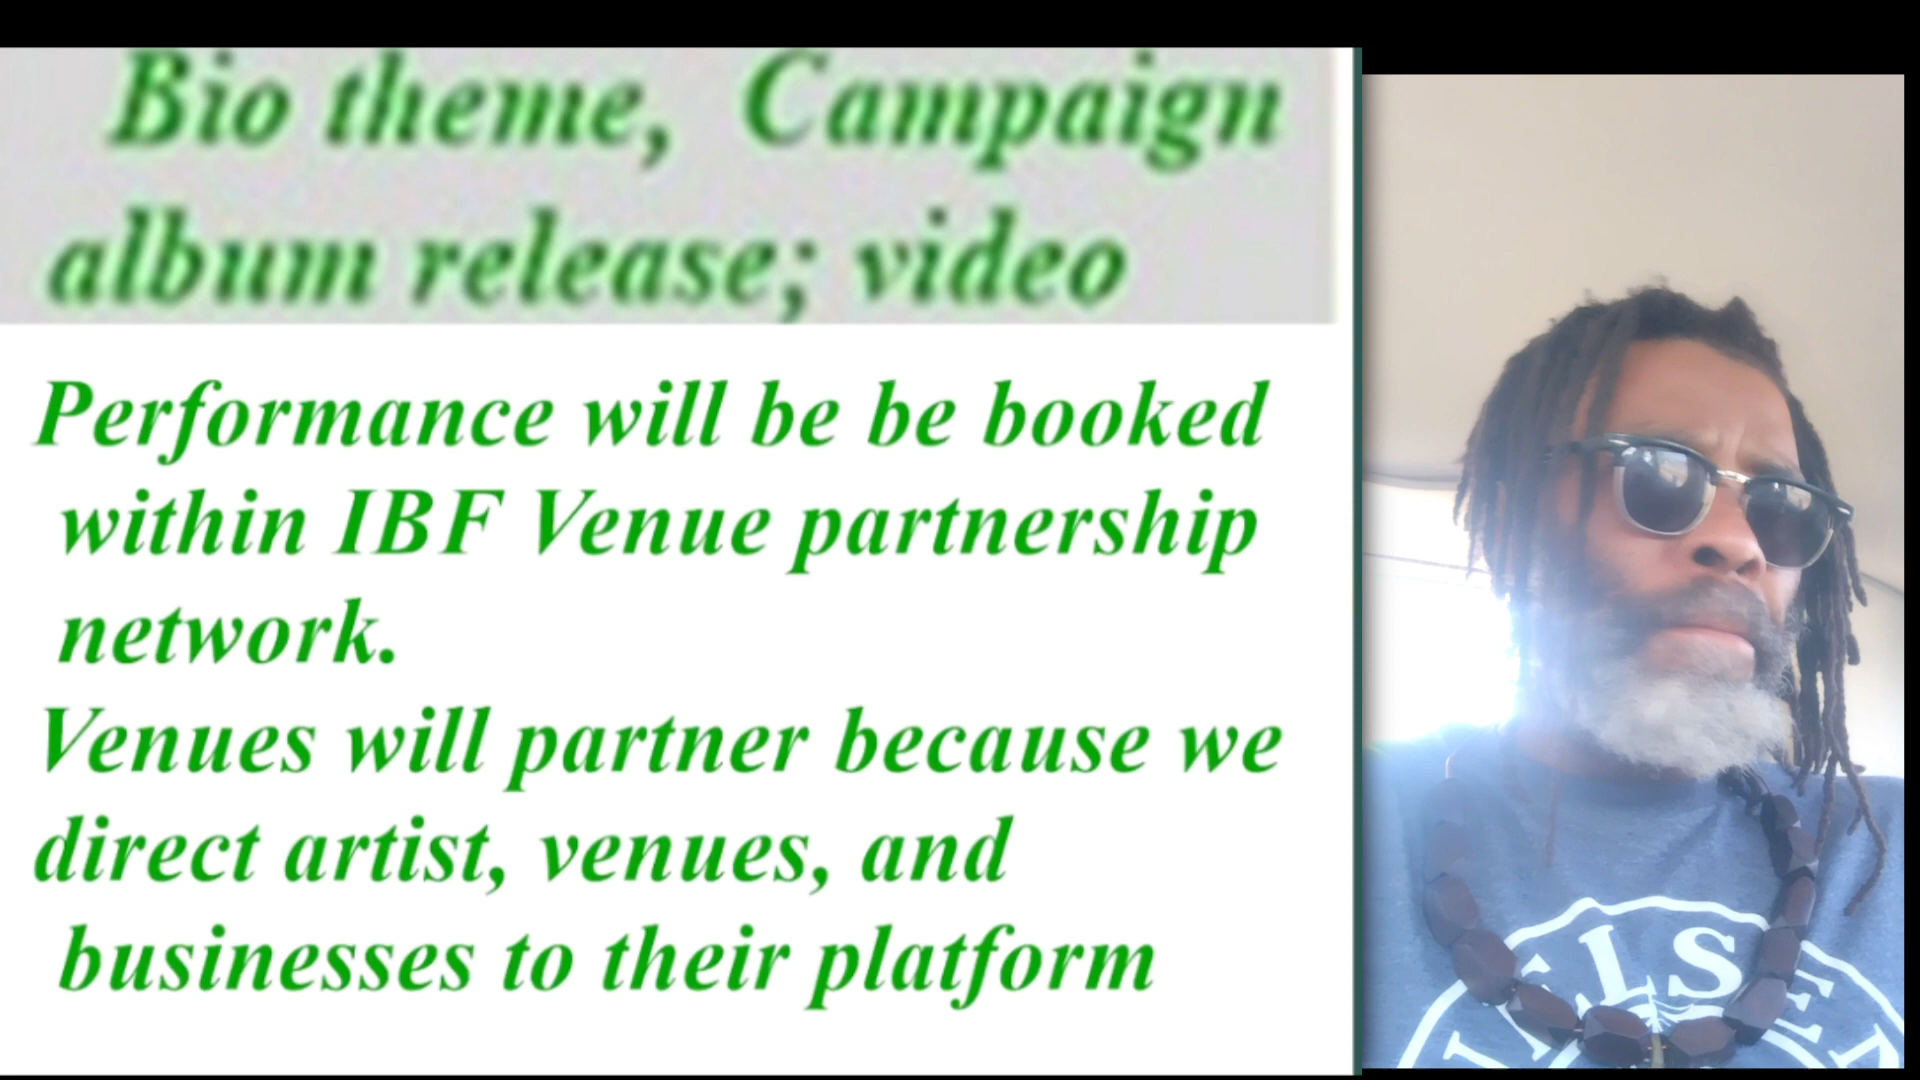 Bio theme, Campaign
album release; video
Performance will be be booked
within IBF Venue partnership
network.
Venues will partner because we
direct artist, venues, and
businesses to their platform